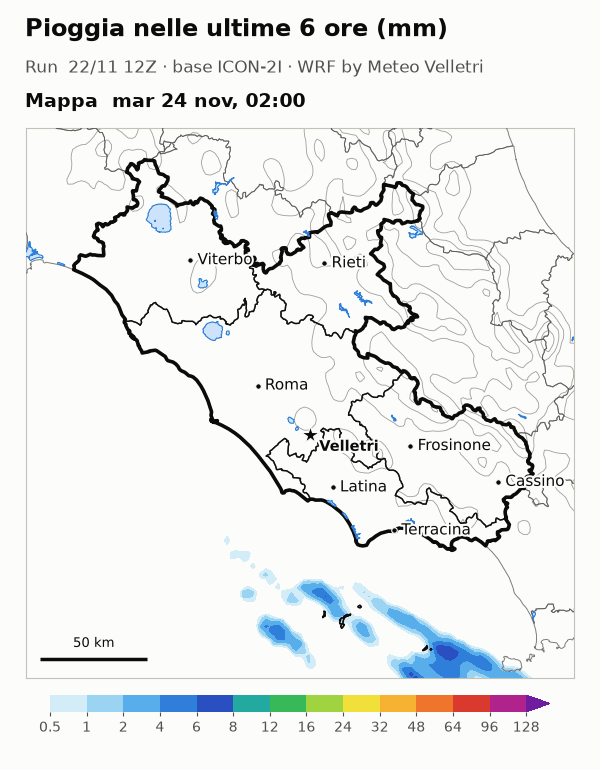 Pioggia nelle ultime 6 ore (mm)
Run  22/11 12Z · base ICON-2I · WRF by Meteo Velletri
Mappa  mar 24 nov, 02:00
Viterbo
Rieti
Roma
Velletri
Frosinone
Latina
Cassino
Terracina
50 km
0.5 1 2 4 6 8 12 16 24 32 48 64 96 128